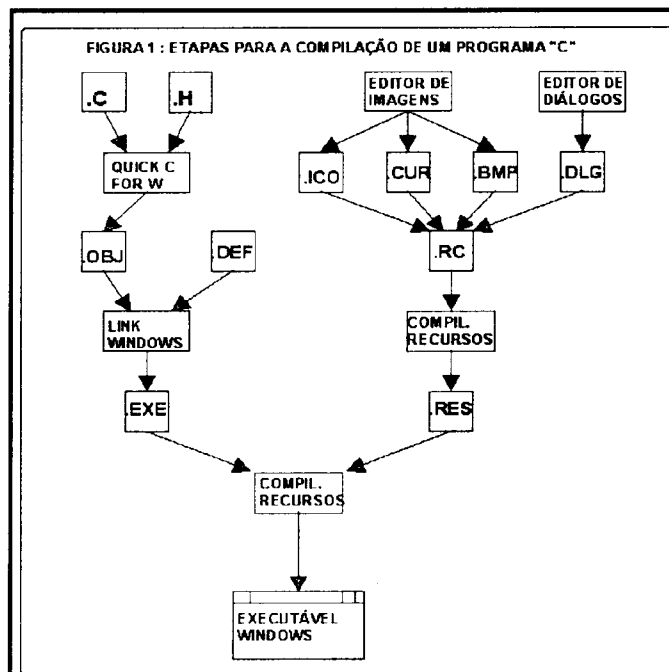 FIGURA 1 : ETAPAS PARA A COMPILAÇÃO DE UM PROGRAMA "C"
.C
.H
EDITOR DE
IMAGENS
EDITOR DE
DIÁLOGOS
QUICK C
FOR W
.ICO
.CUR
.BMP
.DLG
.OBJ
.DEF
.RC
LINK
WINDOWS
COMPIL.
RECURSOS
.EXE
.RES
COMPIL.
RECURSOS
EXECUTÁVEL
WINDOWS